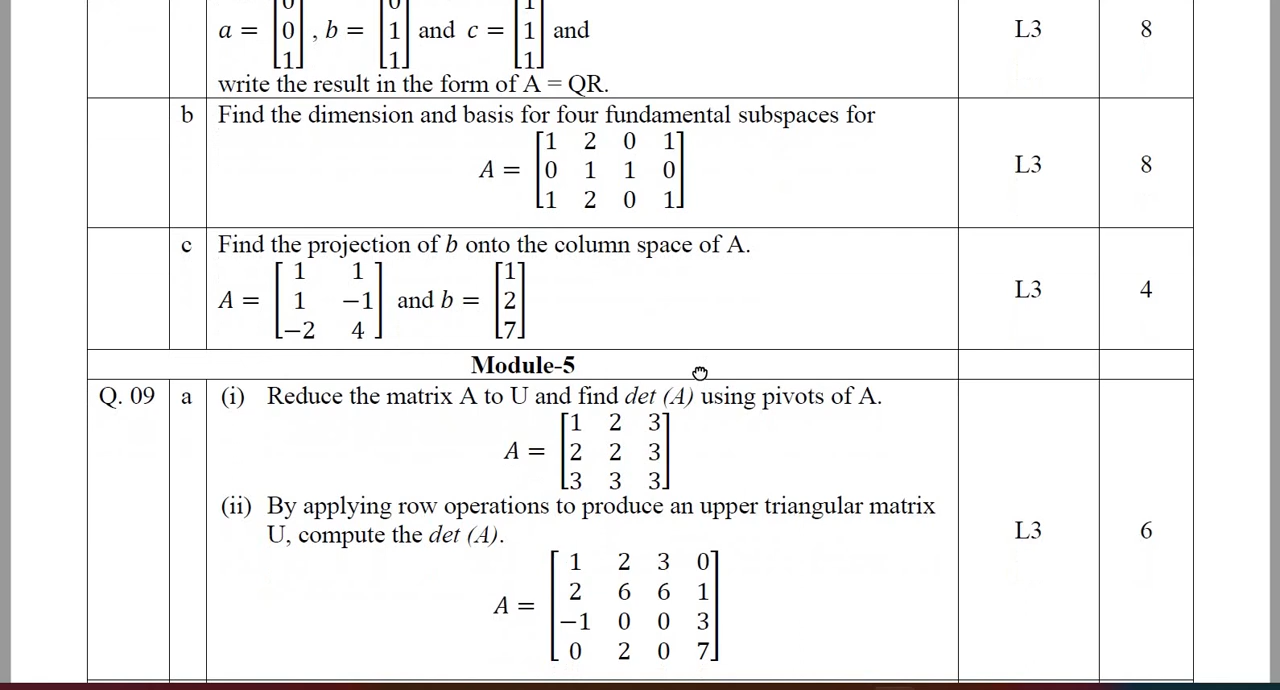 a = [0 0 1], b = [0 1 1] and c = [1 1 1] and
L3
8
write the result in the form of A = QR.
b Find the dimension and basis for four fundamental subspaces for
A =
1 2 0 1
0 1 1 0
1 2 0 1
L3
8
c Find the projection of b onto the column space of A.
A =
1 1
1 −1
−2 4
and b =
1
2
7
L3
4
Module-5
Q. 09 a (i) Reduce the matrix A to U and find det (A) using pivots of A.
A =
1 2 3
2 2 3
3 3 3
(ii) By applying row operations to produce an upper triangular matrix
U, compute the det (A).
L3
6
A =
1 2 3 0
2 6 6 1
−1 0 0 3
0 2 0 7